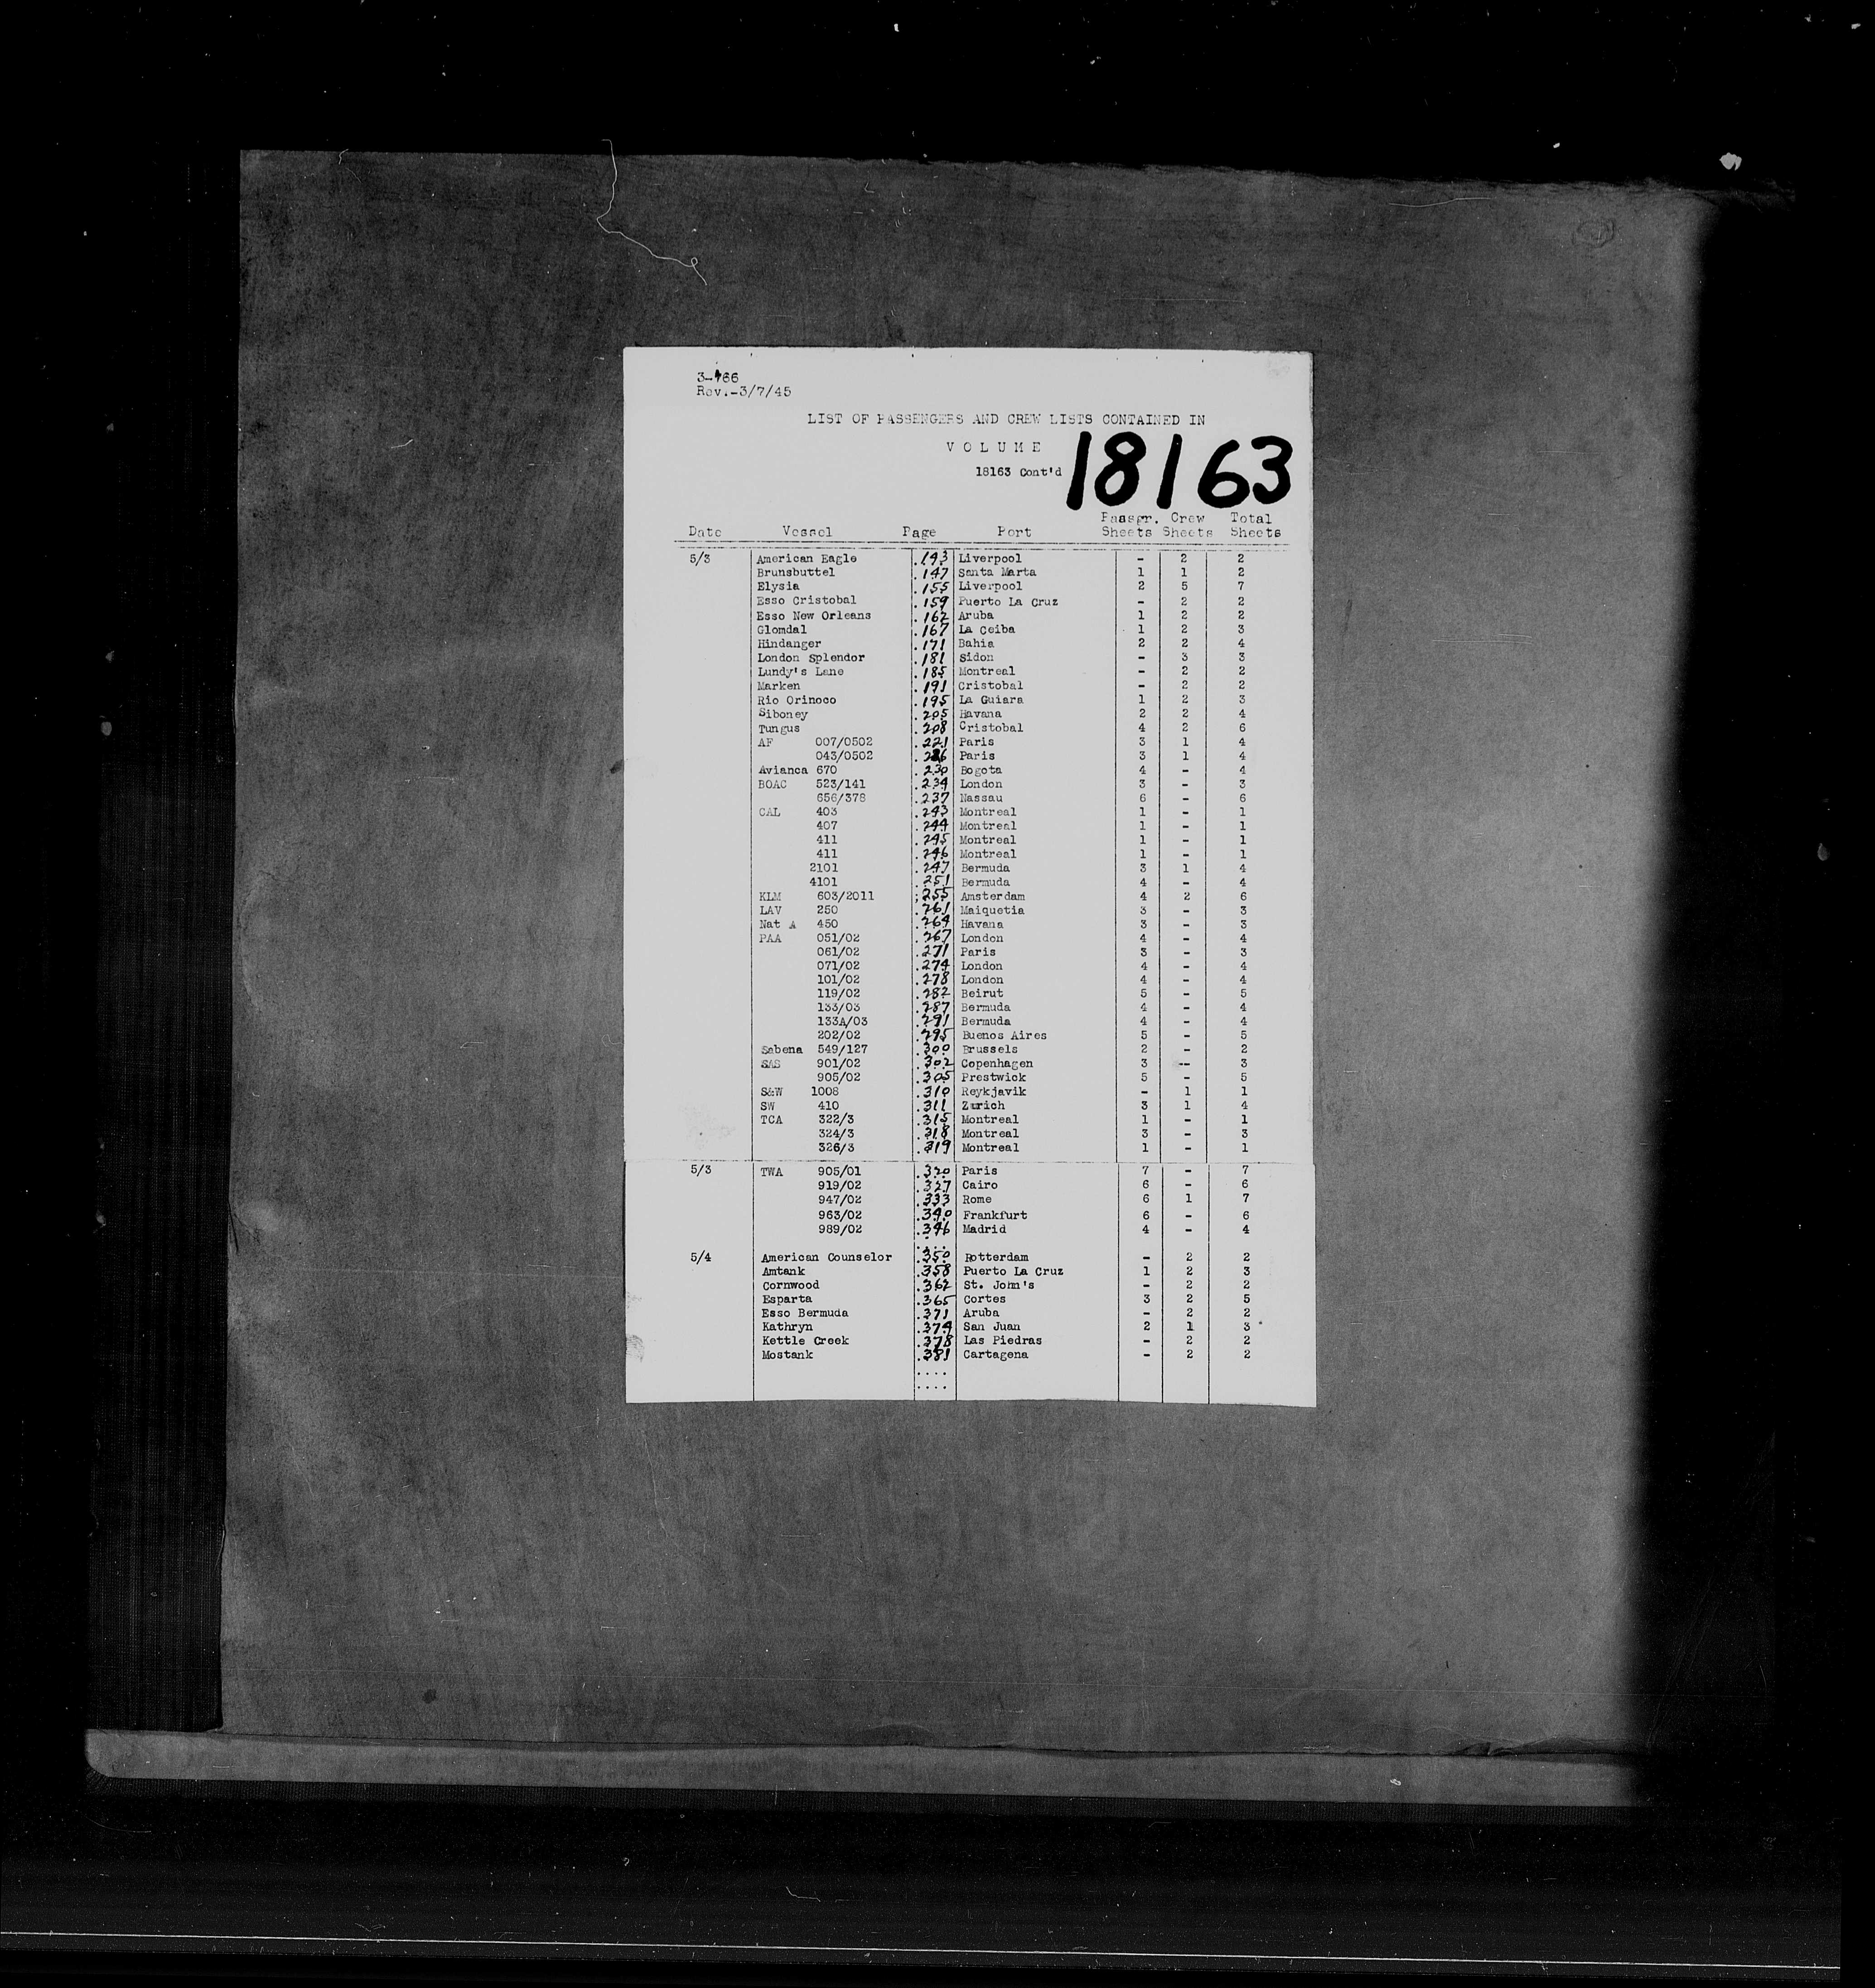 3-466
Rev.-3/7/45
LIST OF PASSENGERS AND CREW LISTS CONTAINED IN
V O L U M E
18163 Cont'd 18163
Date Vessel Page Port Passgr. Sheets Crew Sheets Total Sheets
5/3 American Eagle .143 Liverpool - 2 2
Brunsbuttel .147 Santa Marta 1 1 2
Elysia .155 Liverpool 2 5 7
Esso Cristobal .159 Puerto La Cruz - 2 2
Esso New Orleans .162 Aruba 1 2 2
Glomdal .167 La Ceiba 1 2 3
Hindanger .171 Bahia 2 2 4
London Splendor .181 Sidon - 3 3
Lundy's Lane .185 Montreal - 2 2
Marken .191 Cristobal - 2 2
Rio Orinoco .195 La Guiara 1 2 3
Siboney .205 Havana 2 2 4
Tungus .208 Cristobal 4 2 6
AF 007/0502 .221 Paris 3 1 4
043/0502 .226 Paris 3 1 4
Avianca 670 .230 Bogota 4 - 4
BOAC 523/141 .234 London 3 - 3
656/378 .237 Nassau 6 - 6
CAL 403 .243 Montreal 1 - 1
407 .244 Montreal 1 - 1
411 .245 Montreal 1 - 1
411 .246 Montreal 1 - 1
2101 .247 Bermuda 3 1 4
4101 .251 Bermuda 4 - 4
KLM 603/2011 .255 Amsterdam 4 2 6
LAV 250 .261 Maiquetia 3 - 3
Nat A 450 .264 Havana 3 - 3
PAA 051/02 .267 London 4 - 4
061/02 .271 Paris 3 - 3
071/02 .274 London 4 - 4
101/02 .278 London 4 - 4
119/02 .282 Beirut 5 - 5
133/03 .287 Bermuda 4 - 4
133A/03 .291 Bermuda 4 - 4
202/02 .295 Buenos Aires 5 - 5
Sabena 549/127 .300 Brussels 2 - 2
SAS 901/02 .302 Copenhagen 3 -- 3
905/02 .305 Prestwick 5 - 5
S&W 1008 .310 Reykjavik - 1 1
SW 410 .311 Zurich 3 1 4
TCA 322/3 .315 Montreal 1 - 1
324/3 .318 Montreal 3 - 3
326/3 .319 Montreal 1 - 1
5/3 TWA 905/01 .320 Paris 7 - 7
919/02 .327 Cairo 6 - 6
947/02 .333 Rome 6 1 7
963/02 .340 Frankfurt 6 - 6
989/02 .346 Madrid 4 - 4
5/4 American Counselor .350 Rotterdam - 2 2
Amtank .358 Puerto La Cruz 1 2 3
Cornwood .362 St. John's - 2 2
Esparta .365 Cortes 3 2 5
Esso Bermuda .371 Aruba - 2 2
Kathryn .374 San Juan 2 1 3
Kettle Creek .378 Las Piedras - 2 2
Mostank .381 Cartagena - 2 2
....
....